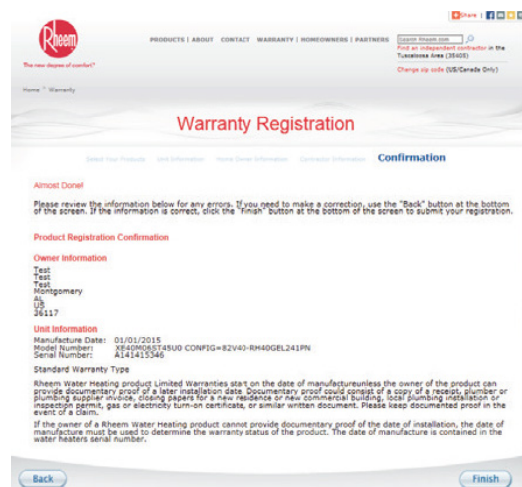 Share
Rheem
The new degree of comfort.®
PRODUCTS | ABOUT CONTACT WARRANTY | HOMEOWNERS | PARTNERS
Search Rheem.com
Find an independent contractor in the
Tuscaloosa Area (35405)
Change zip code (US/Canada Only)
Home > Warranty
Warranty Registration
Select Your Products Unit Information Home Owner Information Contractor Information Confirmation
Almost Done!
Please review the information below for any errors. If you need to make a correction, use the "Back" button at the bottom
of the screen. If the information is correct, click the "Finish" button at the bottom of the screen to submit your registration.
Product Registration Confirmation
Owner Information
Test
Test
Test
Montgomery
AL
US
36117
Unit Information
Manufacture Date: 01/01/2015
Model Number: XE40M06ST45U0 CONFIG=82V40-RH40GEL241PN
Serial Number: A141415346
Standard Warranty Type
Rheem Water Heating product Limited Warranties start on the date of manufactureunless the owner of the product can
provide documentary proof of a later installation date. Documentary proof could consist of a copy of a receipt, plumber or
plumbing supplier invoice, closing papers for a new residence or new commercial building, local plumbing installation or
inspection permit, gas or electricity turn-on certificate, or similar written document. Please keep documented proof in the
event of a claim.
If the owner of a Rheem Water Heating product cannot provide documentary proof of the date of installation, the date of
manufacture must be used to determine the warranty status of the product. The date of manufacture is contained in the
water heaters serial number.
Back
Finish